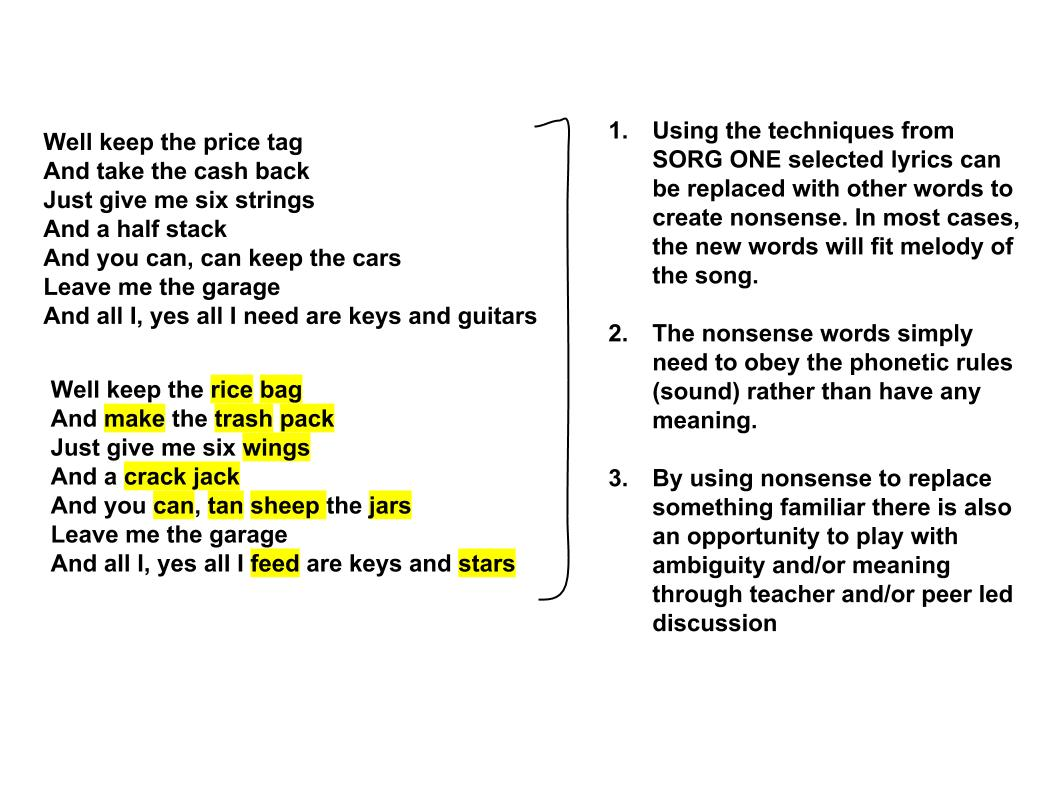 Well keep the price tag
And take the cash back
Just give me six strings
And a half stack
And you can, can keep the cars
Leave me the garage
And all I, yes all I need are keys and guitars
Well keep the rice bag
And make the trash pack
Just give me six wings
And a crack jack
And you can, tan sheep the jars
Leave me the garage
And all I, yes all I feed are keys and stars
1. Using the techniques from
SORG ONE selected lyrics can
be replaced with other words to
create nonsense. In most cases,
the new words will fit melody of
the song.
2. The nonsense words simply
need to obey the phonetic rules
(sound) rather than have any
meaning.
3. By using nonsense to replace
something familiar there is also
an opportunity to play with
ambiguity and/or meaning
through teacher and/or peer led
discussion